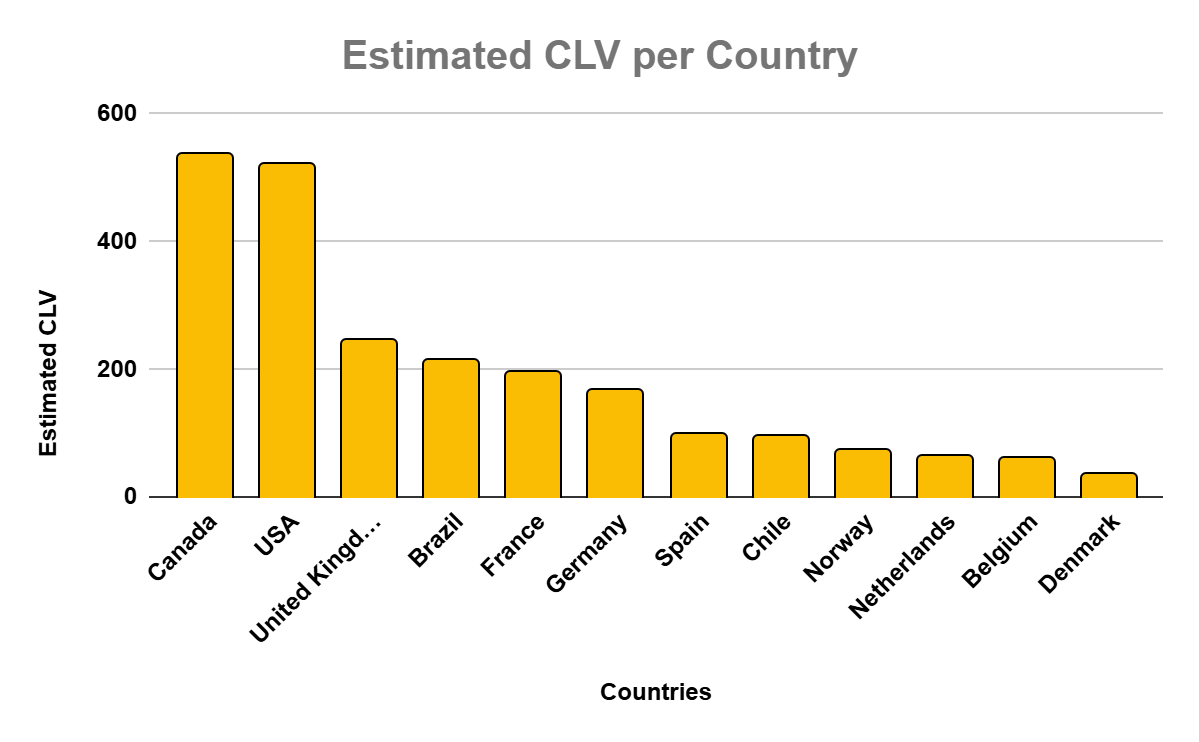 Estimated CLV per Country
600
400
200
0
Estimated CLV
Canada
USA
United Kingd...
Brazil
France
Germany
Spain
Chile
Norway
Netherlands
Belgium
Denmark
Countries